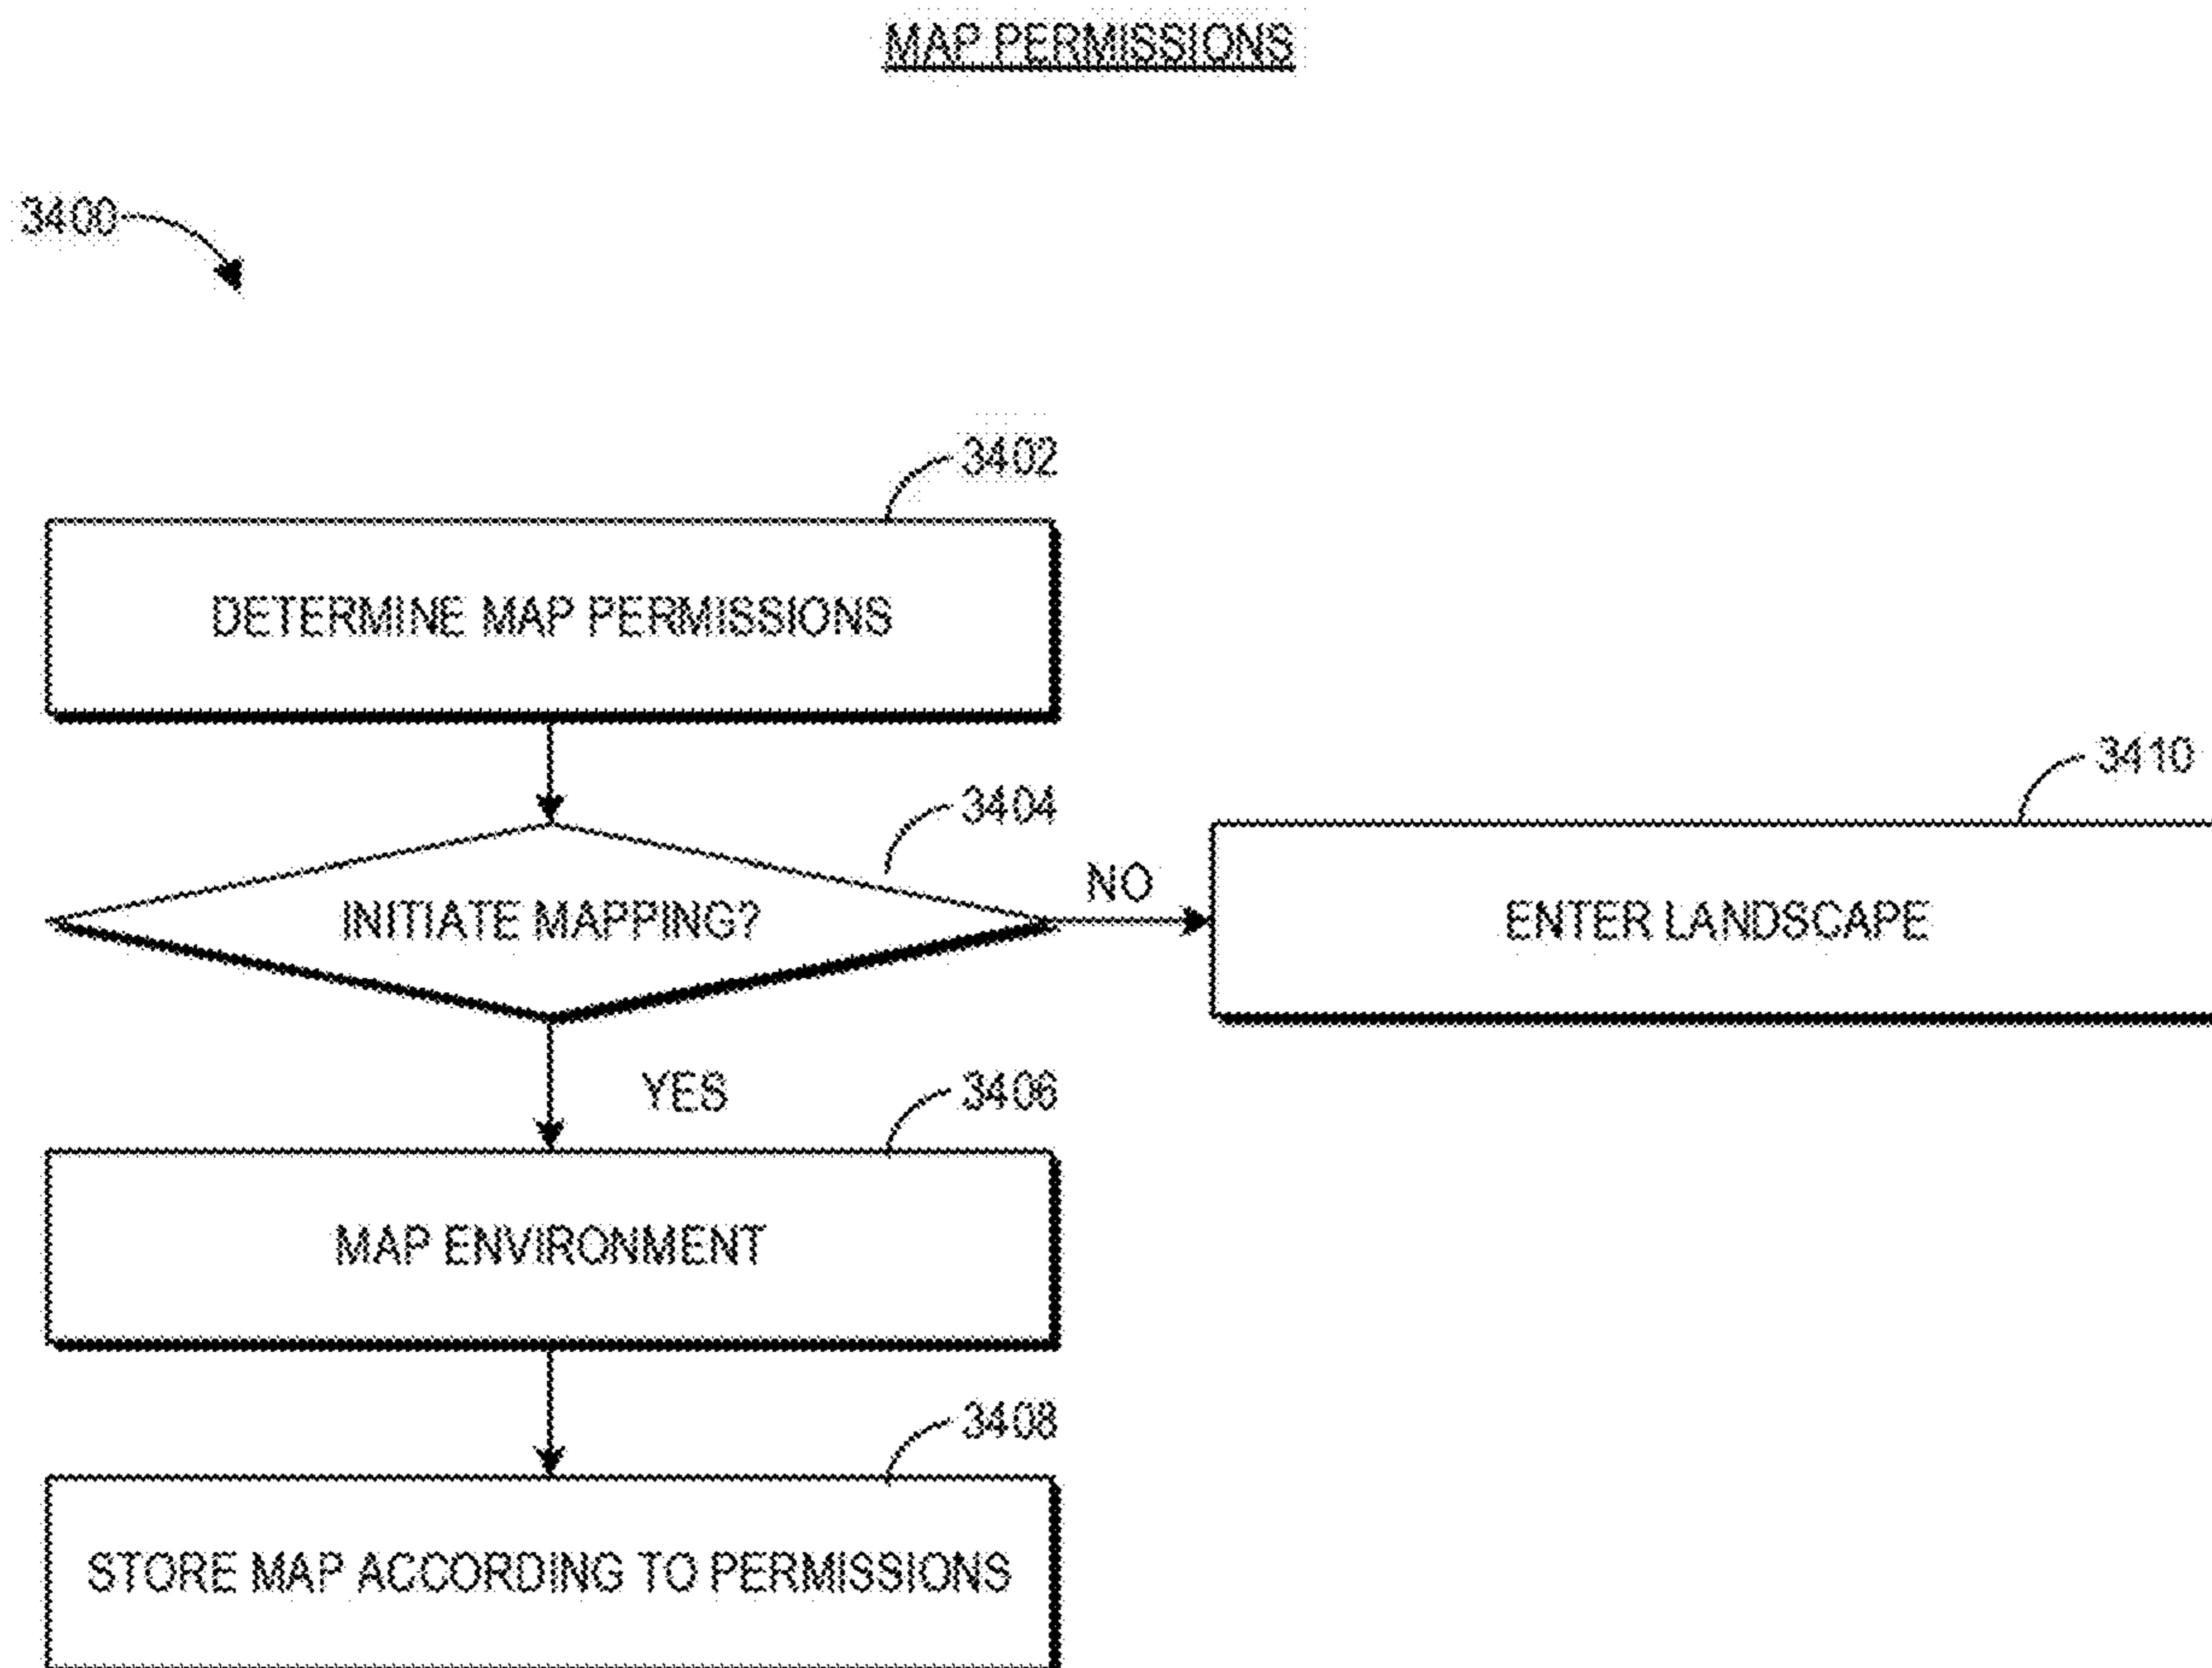 MAP PERMISSIONS
3400
3402
DETERMINE MAP PERMISSIONS
3410
3404
NO
INITIATE MAPPING?
ENTER LANDSCAPE
YES
3406
MAP ENVIRONMENT
3408
STORE MAP ACCORDING TO PERMISSIONS